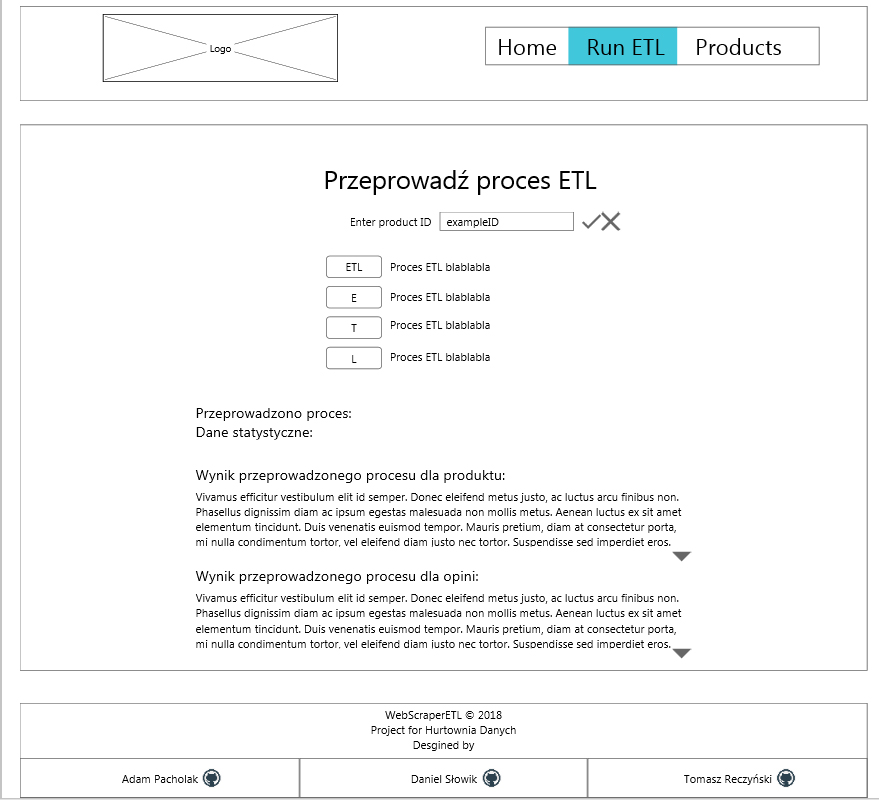 Logo
Home Run ETL Products
Przeprowadź proces ETL
Enter product ID exampleID
ETL Proces ETL blablabla
E Proces ETL blablabla
T Proces ETL blablabla
L Proces ETL blablabla
Przeprowadzono proces:
Dane statystyczne:
Wynik przeprowadzonego procesu dla produktu:
Vivamus efficitur vestibulum elit id semper. Donec eleifend metus justo, ac luctus arcu finibus non.
Phasellus dignissim diam ac ipsum egestas malesuada non mollis metus. Aenean luctus ex sit amet
elementum tincidunt. Duis venenatis euismod tempor. Mauris pretium, diam at consectetur porta,
mi nulla condimentum tortor, vel eleifend diam justo nec tortor. Suspendisse sed imperdiet eros.
Wynik przeprowadzonego procesu dla opini:
Vivamus efficitur vestibulum elit id semper. Donec eleifend metus justo, ac luctus arcu finibus non.
Phasellus dignissim diam ac ipsum egestas malesuada non mollis metus. Aenean luctus ex sit amet
elementum tincidunt. Duis venenatis euismod tempor. Mauris pretium, diam at consectetur porta,
mi nulla condimentum tortor, vel eleifend diam justo nec tortor. Suspendisse sed imperdiet eros.
WebScraperETL © 2018
Project for Hurtownia Danych
Desgined by
Adam Pacholak Daniel Słowik Tomasz Reczyński